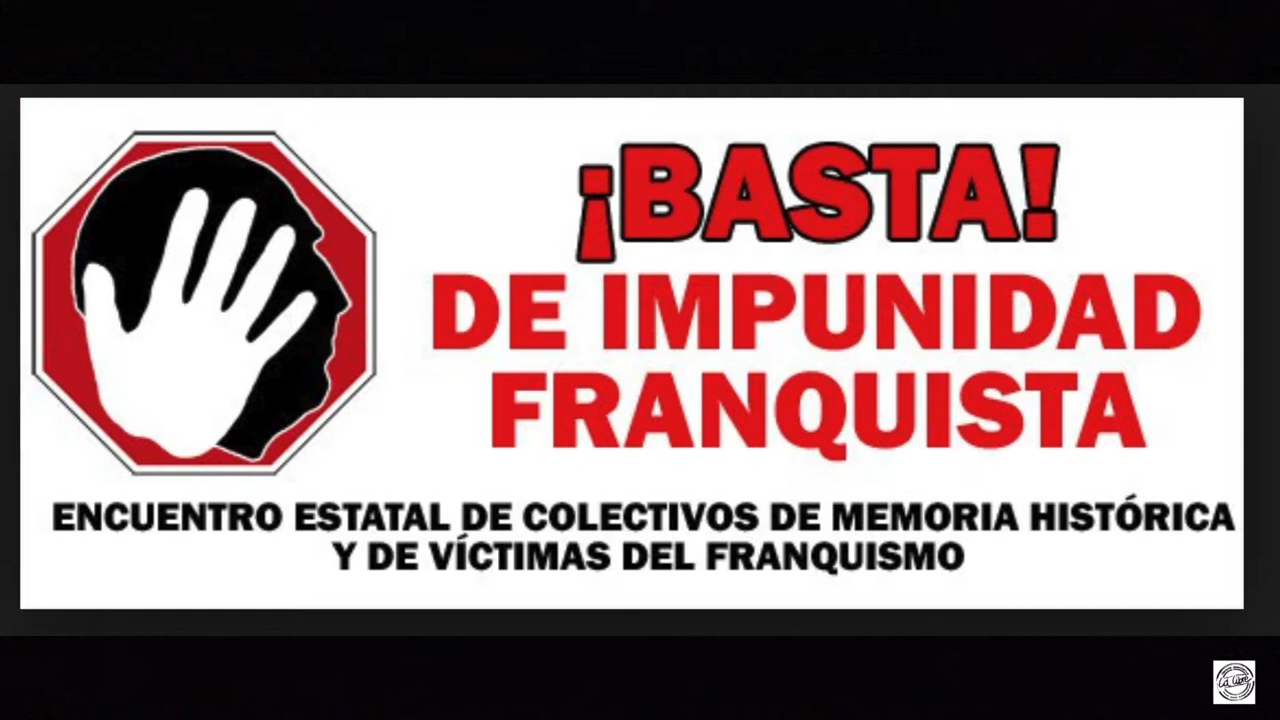 ¡BASTA!
DE IMPUNIDAD
FRANQUISTA
ENCUENTRO ESTATAL DE COLECTIVOS DE MEMORIA HISTÓRICA
Y DE VÍCTIMAS DEL FRANQUISMO